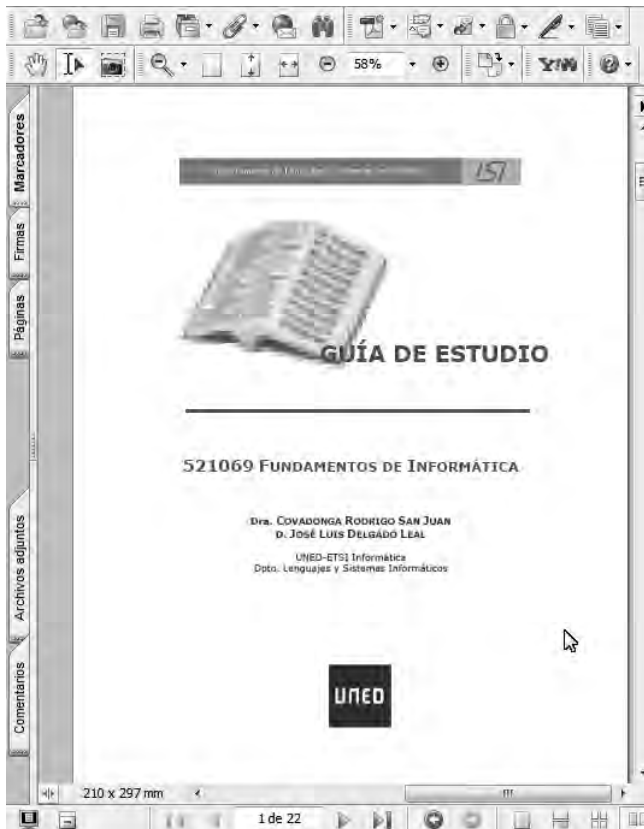 58%
Marcadores
Firmas
Páginas
Archivos adjuntos
Comentarios
GUÍA DE ESTUDIO
521069 FUNDAMENTOS DE INFORMÁTICA
Dra. COVADONGA RODRIGO SAN JUAN
D. JOSÉ LUIS DELGADO LEAL
UNED-ETSI Informática
Dpto. Lenguajes y Sistemas Informáticos
UNED
210 x 297 mm
1 de 22